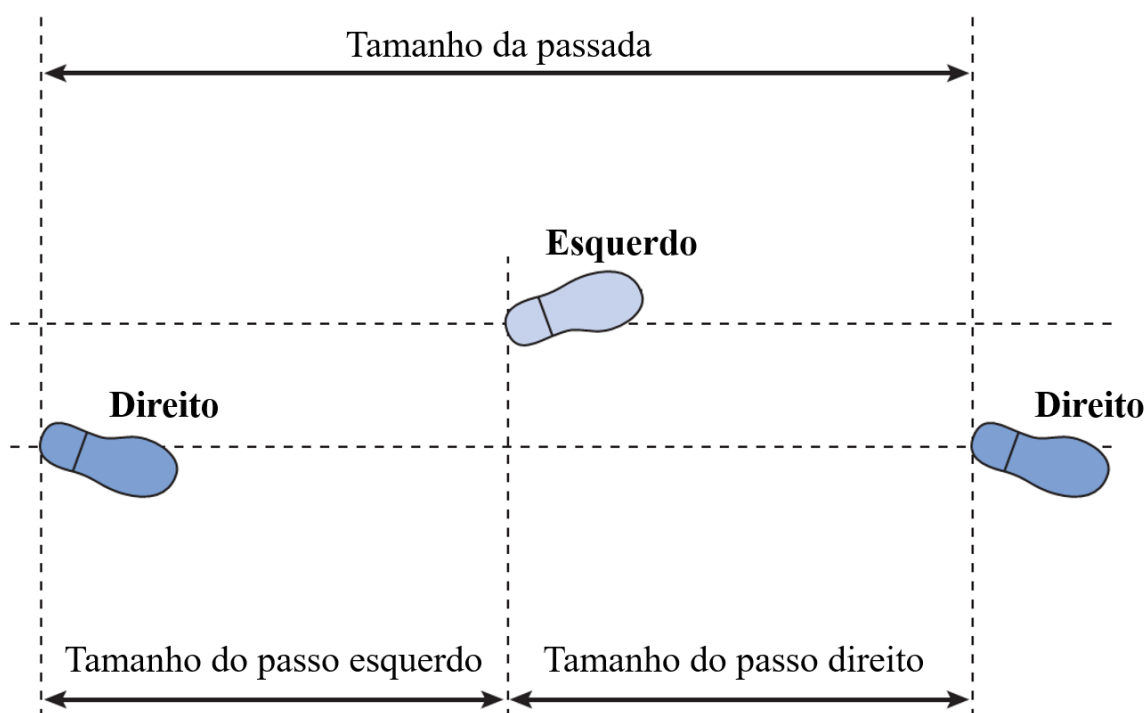 Tamanho da passada
Esquerdo
Direito
Direito
Tamanho do passo esquerdo
Tamanho do passo direito